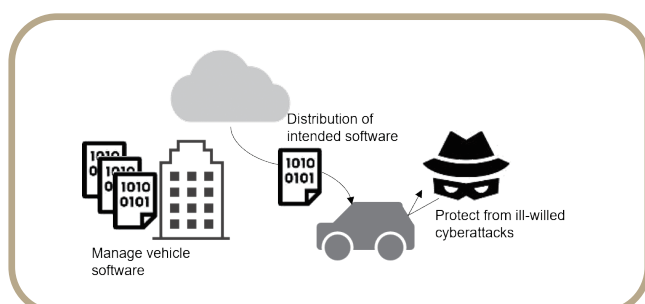 Distribution of
intended software
1010
0101
1010
0101
Manage vehicle
software
Protect from ill-willed
cyberattacks